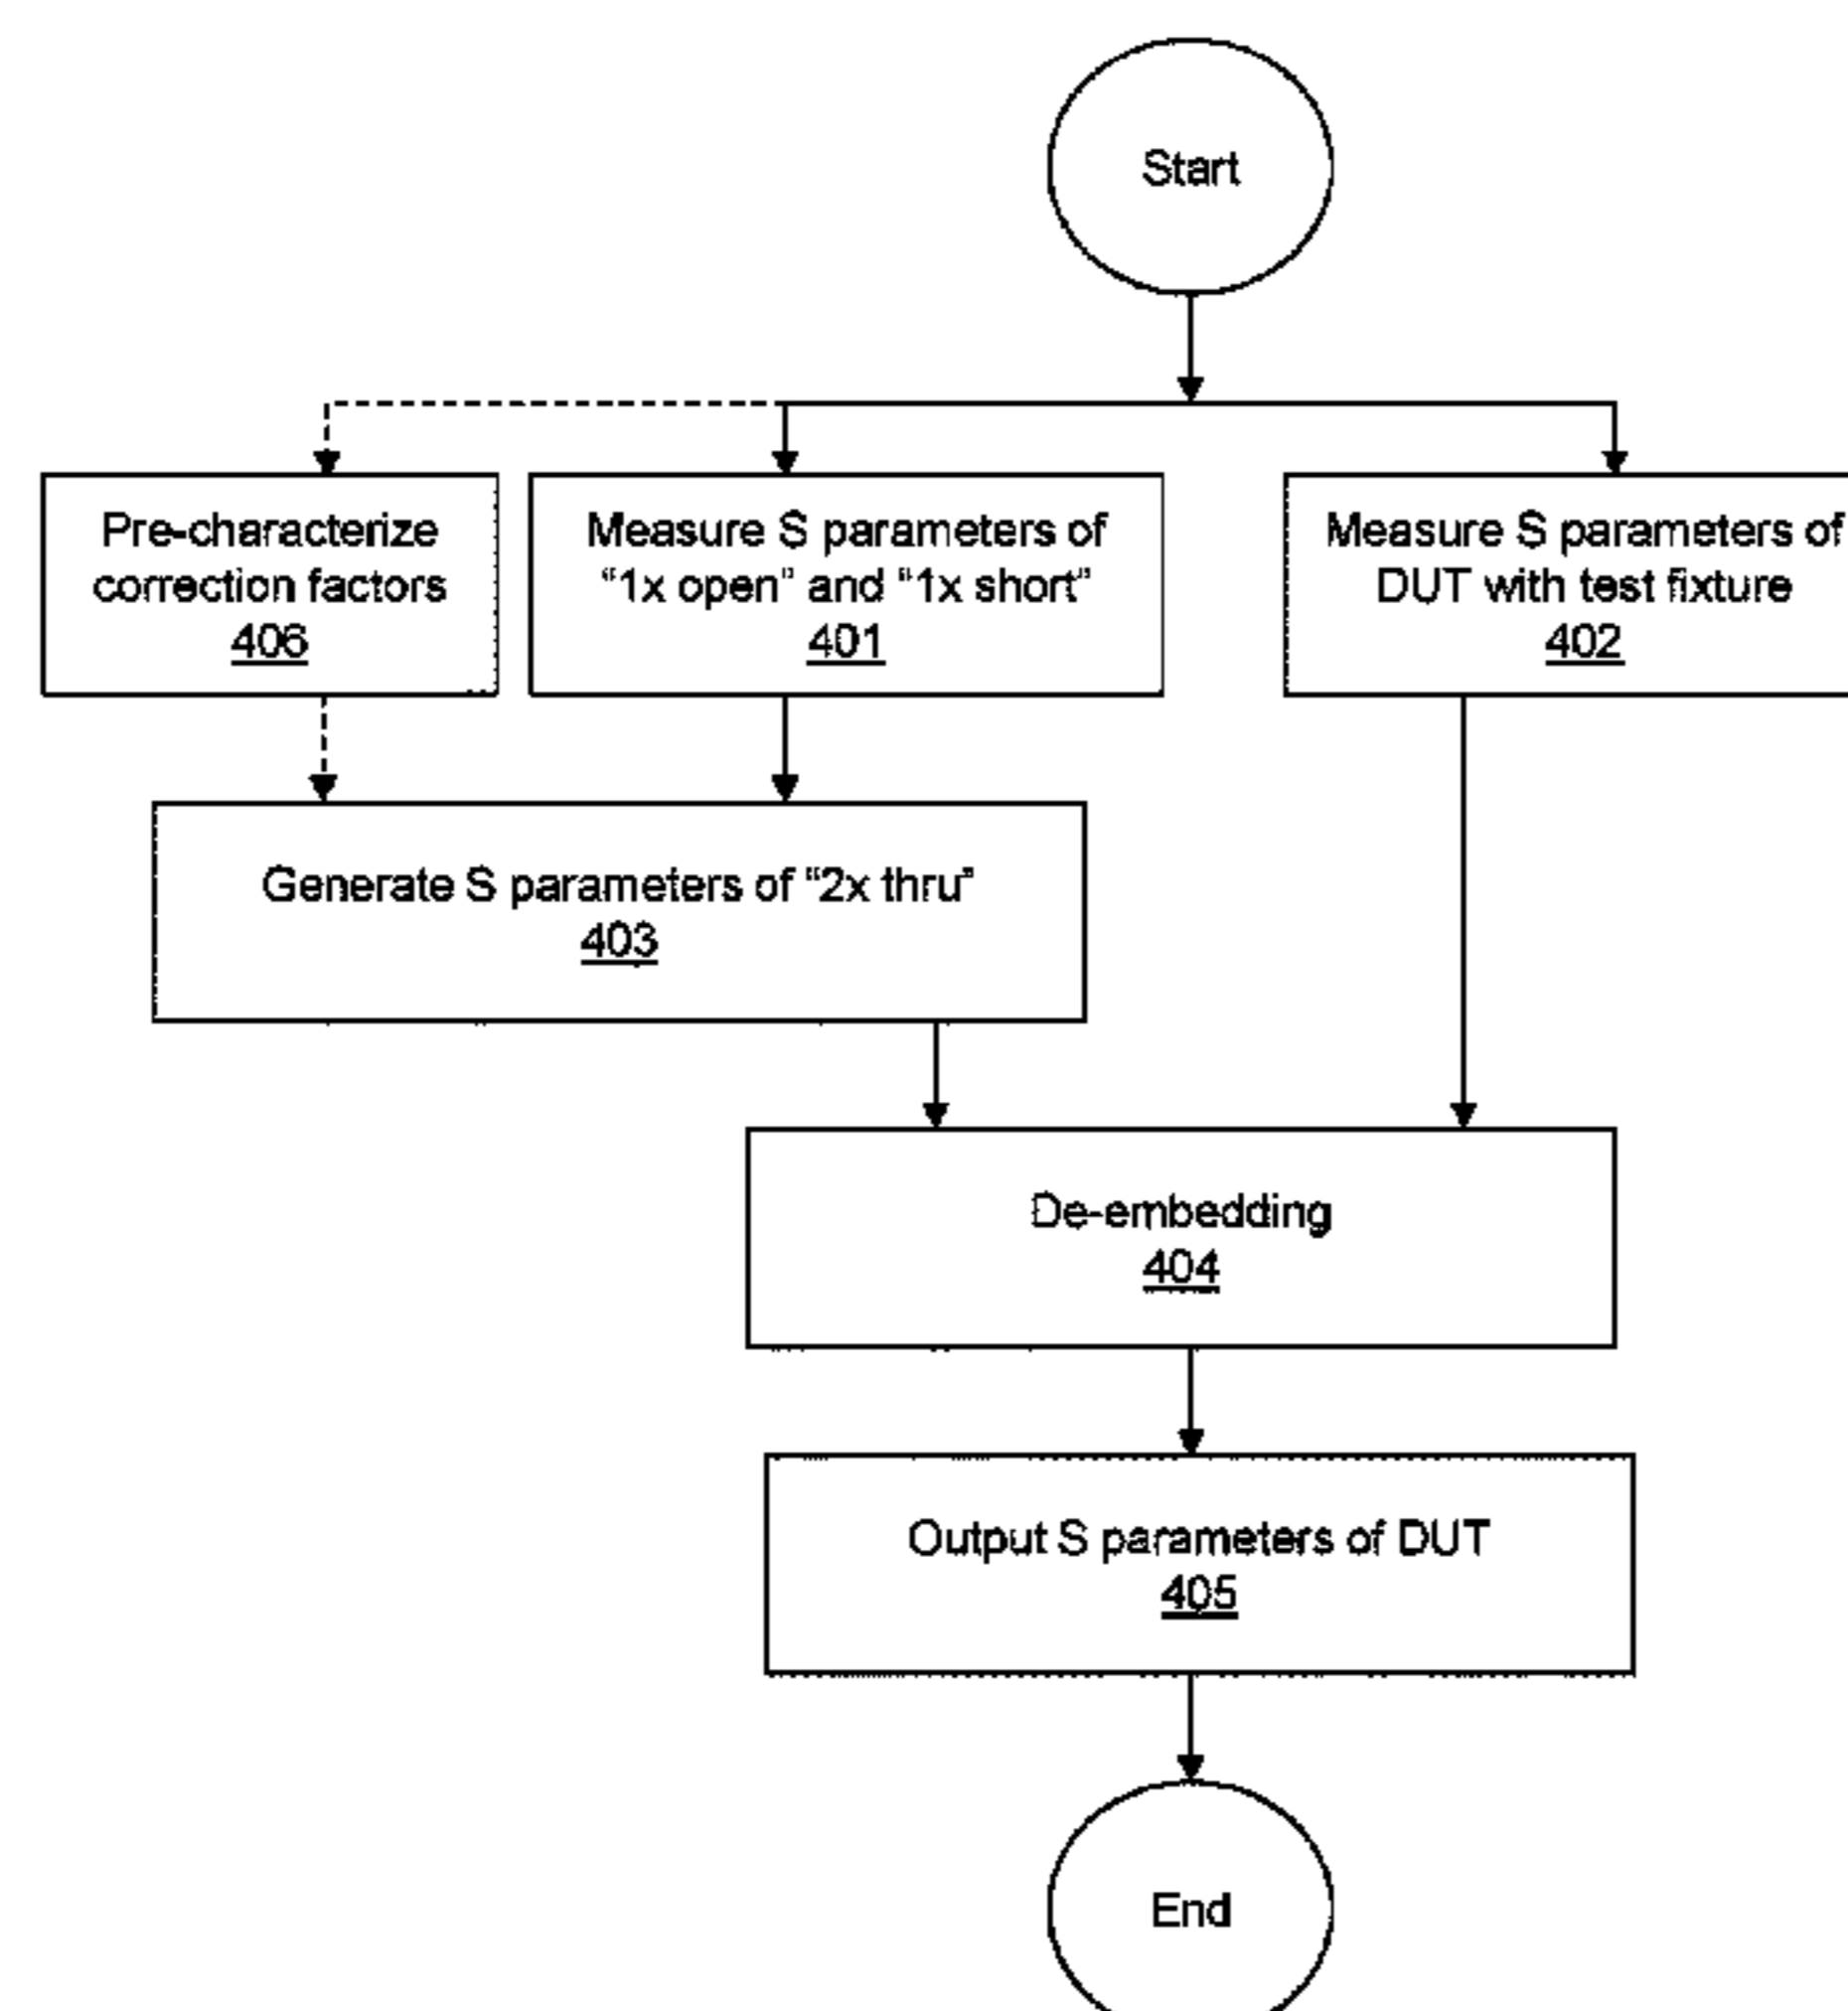 Start
Pre-characterize
correction factors
406
Measure S parameters of
"1x open" and "1x short"
401
Measure S parameters of
DUT with test fixture
402
Generate S parameters of "2x thru"
403
De-embedding
404
Output S parameters of DUT
405
End